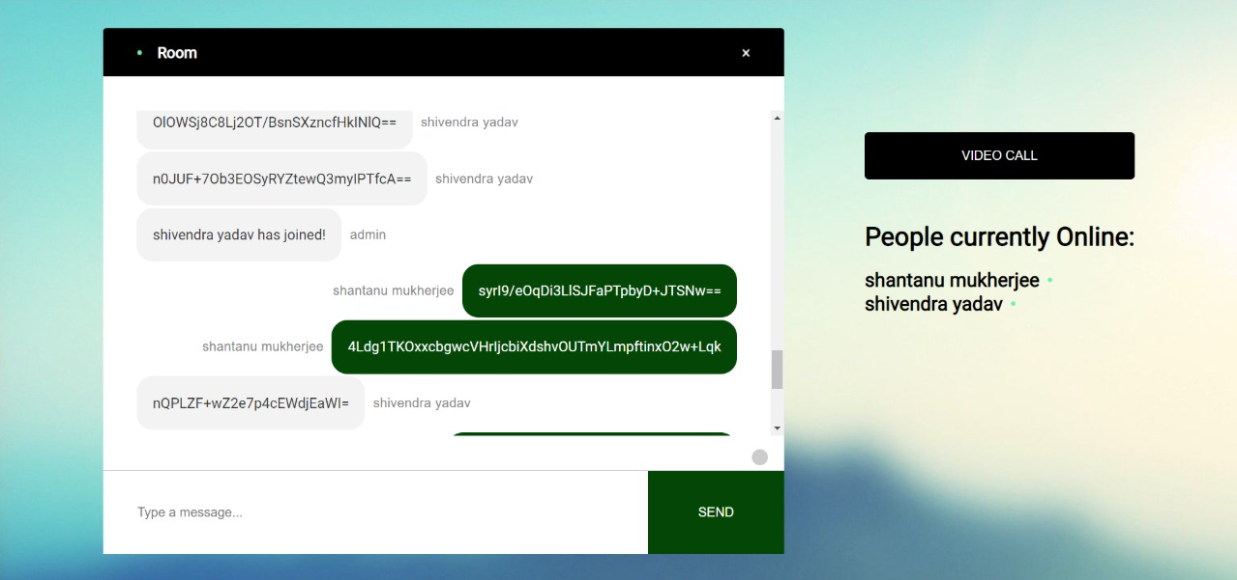 Room ×
OlOWSj8C8Lj2OT/BsnSXzncfHkINlQ== shivendra yadav
n0JUF+7Ob3EOSyRYZtewQ3myIPTfcA== shivendra yadav
shivendra yadav has joined! admin
shantanu mukherjee syrI9/eOqDi3LlSJFaPTpbyD+JTSNw==
shantanu mukherjee 4Ldg1TKOxxcbgwcVHrIjcbiXdshvOUTmYLmpftinxO2w+Lqk
nQPLZF+wZ2e7p4cEWdjEaWI= shivendra yadav
Type a message...
SEND
VIDEO CALL
People currently Online:
shantanu mukherjee
shivendra yadav